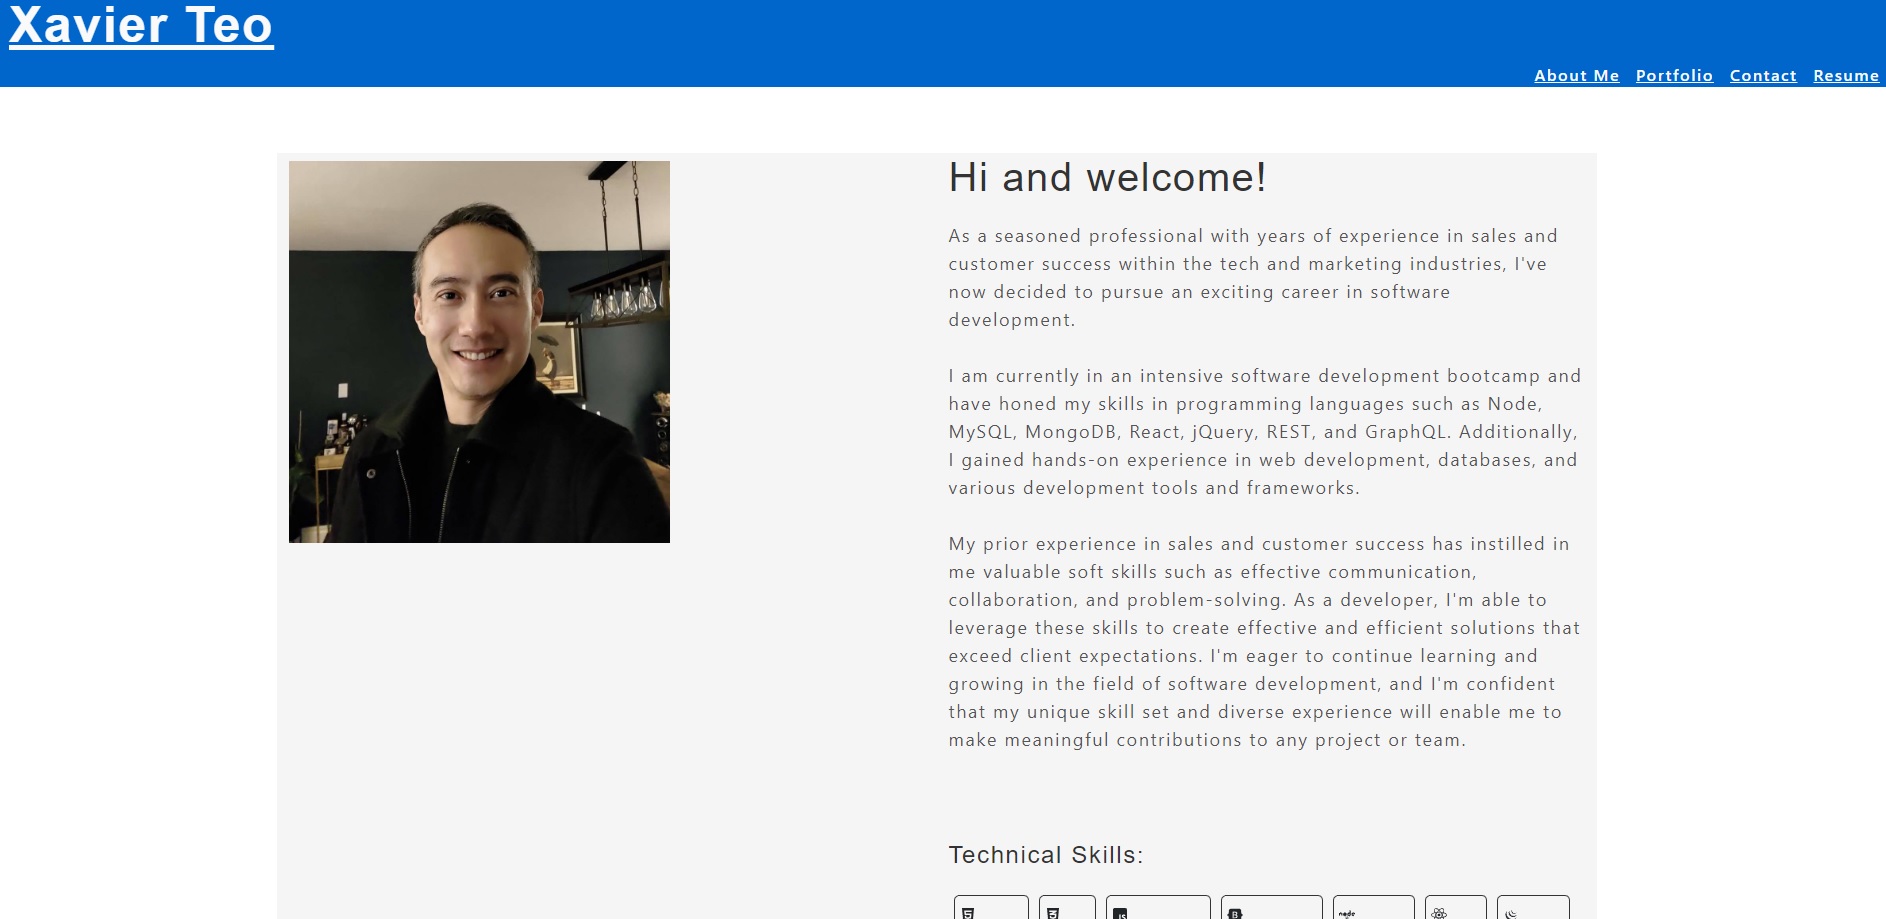 Xavier Teo
About Me Portfolio Contact Resume
Hi and welcome!
As a seasoned professional with years of experience in sales and
customer success within the tech and marketing industries, I've
now decided to pursue an exciting career in software
development.
I am currently in an intensive software development bootcamp and
have honed my skills in programming languages such as Node,
MySQL, MongoDB, React, jQuery, REST, and GraphQL. Additionally,
I gained hands-on experience in web development, databases, and
various development tools and frameworks.
My prior experience in sales and customer success has instilled in
me valuable soft skills such as effective communication,
collaboration, and problem-solving. As a developer, I'm able to
leverage these skills to create effective and efficient solutions that
exceed client expectations. I'm eager to continue learning and
growing in the field of software development, and I'm confident
that my unique skill set and diverse experience will enable me to
make meaningful contributions to any project or team.
Technical Skills:
JS B node